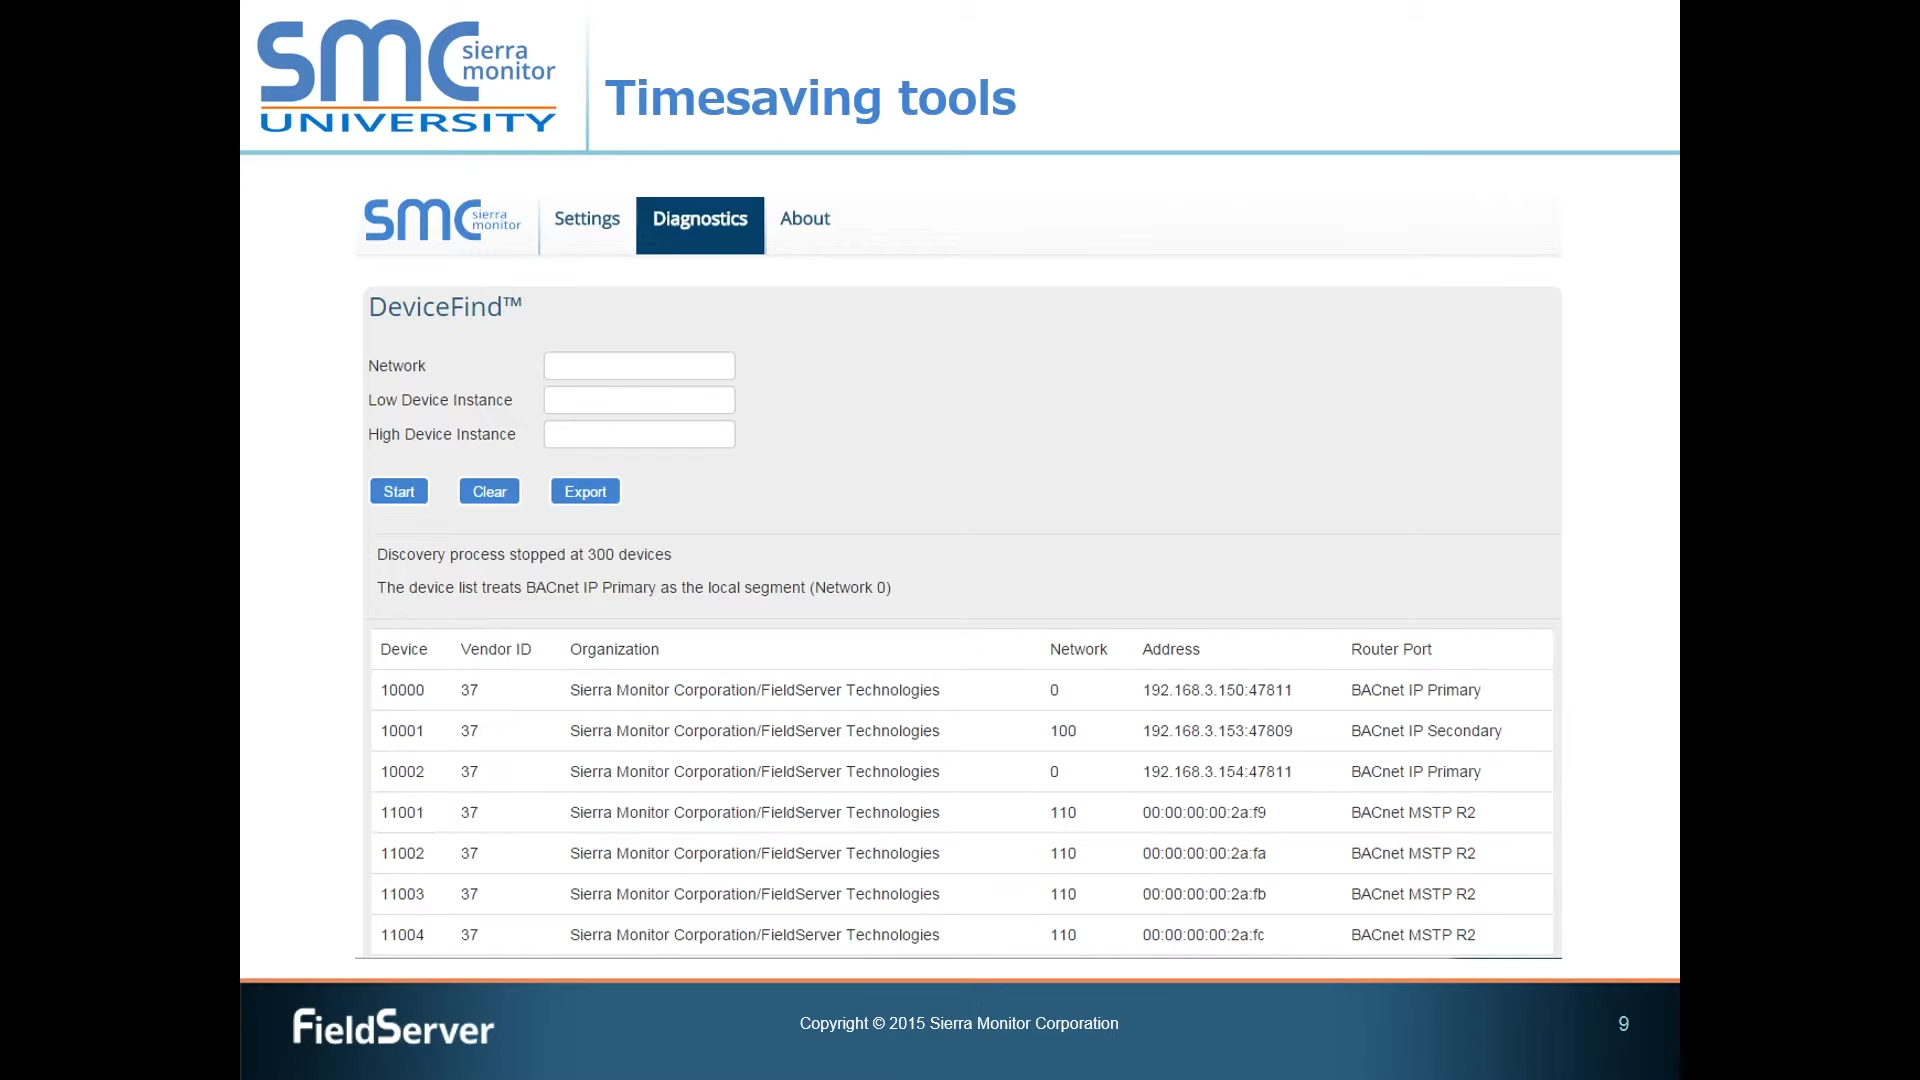 SMC sierra monitor
UNIVERSITY
Timesaving tools
SMC sierra monitor Settings Diagnostics About
DeviceFind™
Network
Low Device Instance
High Device Instance
Start Clear Export
Discovery process stopped at 300 devices
The device list treats BACnet IP Primary as the local segment (Network 0)
Device Vendor ID Organization Network Address Router Port
10000 37 Sierra Monitor Corporation/FieldServer Technologies 0 192.168.3.150:47811 BACnet IP Primary
10001 37 Sierra Monitor Corporation/FieldServer Technologies 100 192.168.3.153:47809 BACnet IP Secondary
10002 37 Sierra Monitor Corporation/FieldServer Technologies 0 192.168.3.154:47811 BACnet IP Primary
11001 37 Sierra Monitor Corporation/FieldServer Technologies 110 00:00:00:00:2a:f9 BACnet MSTP R2
11002 37 Sierra Monitor Corporation/FieldServer Technologies 110 00:00:00:00:2a:fa BACnet MSTP R2
11003 37 Sierra Monitor Corporation/FieldServer Technologies 110 00:00:00:00:2a:fb BACnet MSTP R2
11004 37 Sierra Monitor Corporation/FieldServer Technologies 110 00:00:00:00:2a:fc BACnet MSTP R2
FieldServer Copyright © 2015 Sierra Monitor Corporation 9